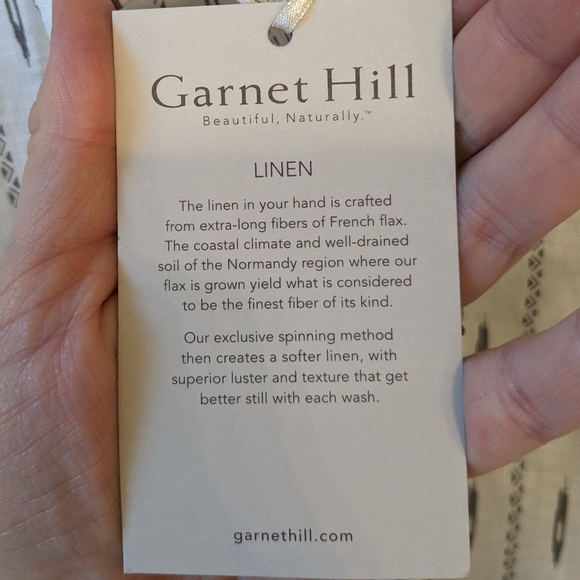 Garnet Hill
Beautiful, Naturally.™
LINEN
The linen in your hand is crafted
from extra-long fibers of French flax.
The coastal climate and well-drained
soil of the Normandy region where our
flax is grown yield what is considered
to be the finest fiber of its kind.
Our exclusive spinning method
then creates a softer linen, with
superior luster and texture that get
better still with each wash.
garnethill.com